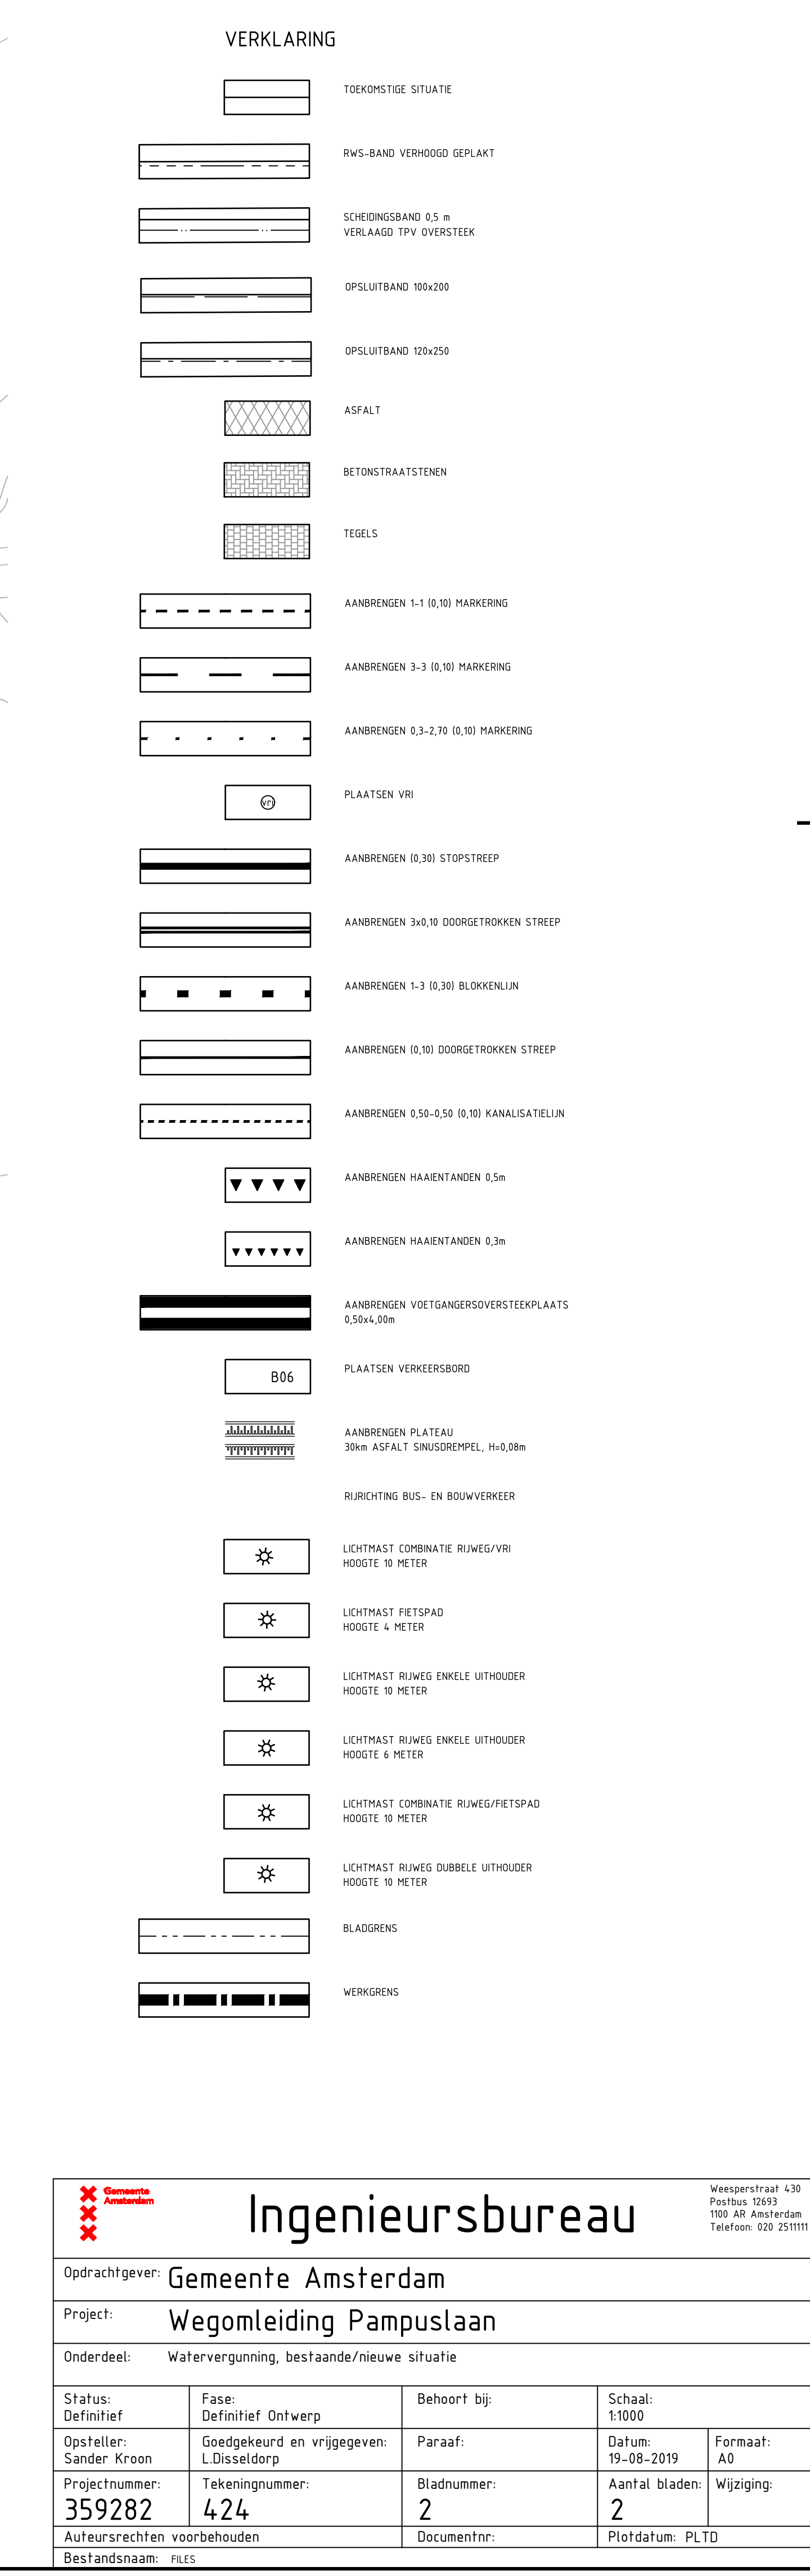 VERKLARING
TOEKOMSTIGE SITUATIE
RWS-BAND VERHOOGD GEPLAKT
SCHEIDINGSBAND 0,5 m
VERLAAGD TPV OVERSTEEK
OPSLUITBAND 100x200
OPSLUITBAND 120x250
ASFALT
BETONSTRAATSTENEN
TEGELS
AANBRENGEN 1-1 (0,10) MARKERING
AANBRENGEN 3-3 (0,10) MARKERING
AANBRENGEN 0,3-2,70 (0,10) MARKERING
vri
PLAATSEN VRI
AANBRENGEN (0,30) STOPSTREEP
AANBRENGEN 3x0,10 DOORGETROKKEN STREEP
AANBRENGEN 1-3 (0,30) BLOKKENLIJN
AANBRENGEN (0,10) DOORGETROKKEN STREEP
AANBRENGEN 0,50-0,50 (0,10) KANALISATIELIJN
AANBRENGEN HAAIENTANDEN 0,5m
AANBRENGEN HAAIENTANDEN 0,3m
AANBRENGEN VOETGANGERSOVERSTEEKPLAATS
0,50x4,00m
B06
PLAATSEN VERKEERSBORD
AANBRENGEN PLATEAU
30km ASFALT SINUSDREMPEL, H=0,08m
RIJRICHTING BUS- EN BOUWVERKEER
LICHTMAST COMBINATIE RIJWEG/VRI
HOOGTE 10 METER
LICHTMAST FIETSPAD
HOOGTE 4 METER
LICHTMAST RIJWEG ENKELE UITHOUDER
HOOGTE 10 METER
LICHTMAST RIJWEG ENKELE UITHOUDER
HOOGTE 6 METER
LICHTMAST COMBINATIE RIJWEG/FIETSPAD
HOOGTE 10 METER
LICHTMAST RIJWEG DUBBELE UITHOUDER
HOOGTE 10 METER
BLADGRENS
WERKGRENS
Gemeente
Amsterdam
Ingenieursbureau
Weesperstraat 430
Postbus 12693
1100 AR Amsterdam
Telefoon: 020 2511111
Opdrachtgever: Gemeente Amsterdam
Project: Wegomleiding Pampuslaan
Onderdeel: Watervergunning, bestaande/nieuwe situatie
Status: Fase: Behoort bij: Schaal:
Definitief Definitief Ontwerp 1:1000
Opsteller: Goedgekeurd en vrijgegeven: Paraaf: Datum: Formaat:
Sander Kroon L.Disseldorp 19-08-2019 A0
Projectnummer: Tekeningnummer: Bladnummer: Aantal bladen: Wijziging:
359282 424 2 2
Auteursrechten voorbehouden Documentnr: Plotdatum: PLTD
Bestandsnaam: FILES